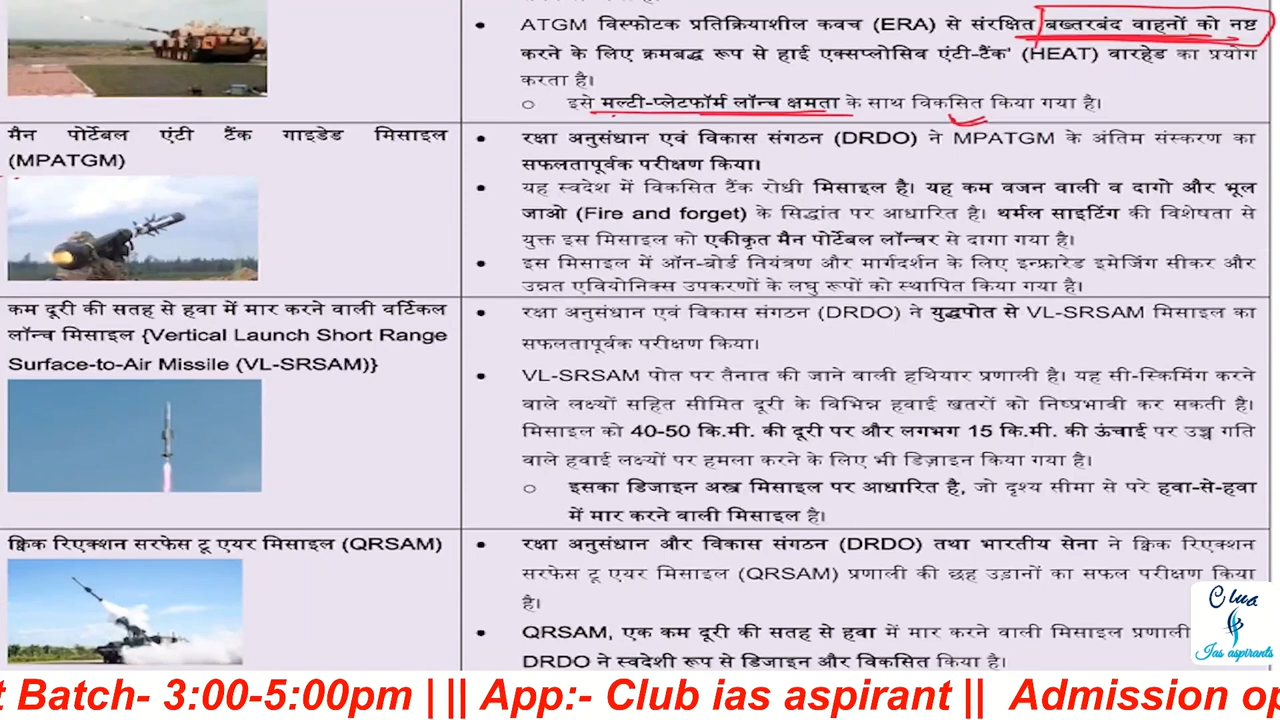 ATGM विस्फोटक प्रतिक्रियाशील कवच (ERA) से संरक्षित बख्तरबंद वाहनों को नष्ट
करने के लिए क्रमबद्ध रूप से हाई एक्सप्लोसिव एंटी-टैंक' (HEAT) वारहेड का प्रयोग
करता है।
इसे मल्टी-प्लेटफॉर्म लॉन्च क्षमता के साथ विकसित किया गया है।
मैन पोर्टेबल एंटी टैंक गाइडेड मिसाइल
(MPATGM)
रक्षा अनुसंधान एवं विकास संगठन (DRDO) ने MPATGM के अंतिम संस्करण का
सफलतापूर्वक परीक्षण किया।
यह स्वदेश में विकसित टैंक रोधी मिसाइल है। यह कम वजन वाली व दागो और भूल
जाओ (Fire and forget) के सिद्धांत पर आधारित है। थर्मल साइटिंग की विशेषता से
युक्त इस मिसाइल को एकीकृत मैन पोर्टेबल लॉन्चर से दागा गया है।
इस मिसाइल में ऑन-बोर्ड नियंत्रण और मार्गदर्शन के लिए इन्फ्रारेड इमेजिंग सीकर और
उन्नत एवियोनिक्स उपकरणों के लघु रूपों को स्थापित किया गया है।
कम दूरी की सतह से हवा में मार करने वाली वर्टिकल
लॉन्च मिसाइल {Vertical Launch Short Range
Surface-to-Air Missile (VL-SRSAM)}
रक्षा अनुसंधान एवं विकास संगठन (DRDO) ने युद्धपोत से VL-SRSAM मिसाइल का
सफलतापूर्वक परीक्षण किया।
VL-SRSAM पोत पर तैनात की जाने वाली हथियार प्रणाली है। यह सी-स्किमिंग करने
वाले लक्ष्यों सहित सीमित दूरी के विभिन्न हवाई खतरों को निष्प्रभावी कर सकती है।
मिसाइल को 40-50 कि.मी. की दूरी पर और लगभग 15 कि.मी. की ऊंचाई पर उच्च गति
वाले हवाई लक्ष्यों पर हमला करने के लिए भी डिज़ाइन किया गया है।
इसका डिजाइन अस्त्र मिसाइल पर आधारित है, जो दृश्य सीमा से परे हवा-से-हवा
में मार करने वाली मिसाइल है।
क्विक रिएक्शन सरफेस टू एयर मिसाइल (QRSAM)
रक्षा अनुसंधान और विकास संगठन (DRDO) तथा भारतीय सेना ने क्विक रिएक्शन
सरफेस टू एयर मिसाइल (QRSAM) प्रणाली की छह उड़ानों का सफल परीक्षण किया
है।
QRSAM, एक कम दूरी की सतह से हवा में मार करने वाली मिसाइल प्रणाली
DRDO ने स्वदेशी रूप से डिजाइन और विकसित किया है।
Club
Ias aspirants
t Batch- 3:00-5:00pm | || App:- Club ias aspirant || Admission op